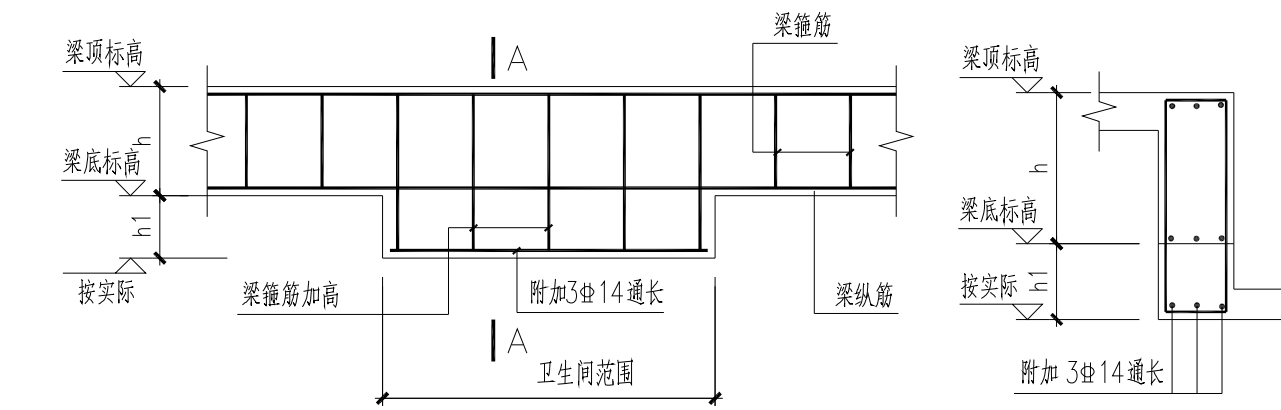 梁箍筋
A
梁顶标高
h
梁底标高
h1
按实际
梁箍筋加高
附加3Φ14通长
梁纵筋
A
卫生间范围
梁顶标高
h
梁底标高
h1
按实际
附加 3Φ14通长